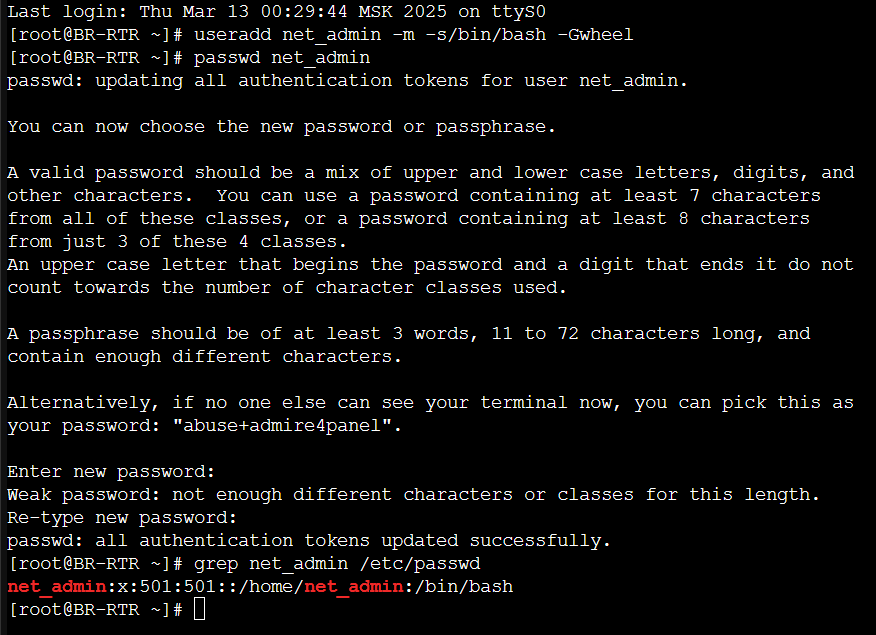 Last login: Thu Mar 13 00:29:44 MSK 2025 on ttyS0
[root@BR-RTR ~]# useradd net_admin -m -s/bin/bash -Gwheel
[root@BR-RTR ~]# passwd net_admin
passwd: updating all authentication tokens for user net_admin.
You can now choose the new password or passphrase.
A valid password should be a mix of upper and lower case letters, digits, and
other characters.  You can use a password containing at least 7 characters
from all of these classes, or a password containing at least 8 characters
from just 3 of these 4 classes.
An upper case letter that begins the password and a digit that ends it do not
count towards the number of character classes used.
A passphrase should be of at least 3 words, 11 to 72 characters long, and
contain enough different characters.
Alternatively, if no one else can see your terminal now, you can pick this as
your password: "abuse+admire4panel".
Enter new password:
Weak password: not enough different characters or classes for this length.
Re-type new password:
passwd: all authentication tokens updated successfully.
[root@BR-RTR ~]# grep net_admin /etc/passwd
net_admin:x:501:501::/home/net_admin:/bin/bash
[root@BR-RTR ~]#